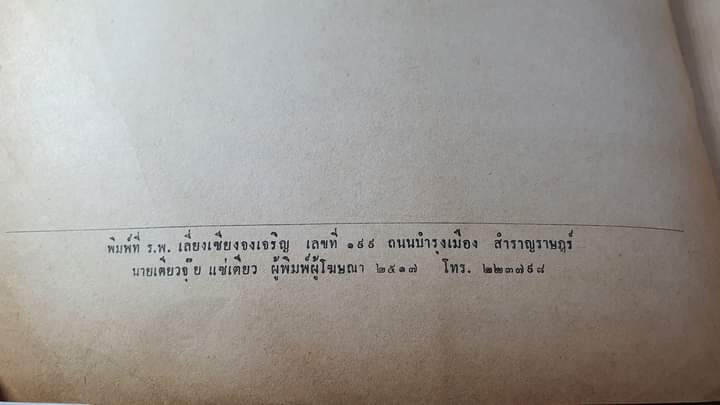 พิมพ์ที่ ร.พ. เลี่ยงเซียงจงเจริญ เลขที่ ๑๙๙ ถนนบำรุงเมือง สำราญราษฎร์
นายเตียวจุ๊ย แซ่เตียว ผู้พิมพ์ผู้โฆษณา ๒๕๑๗ โทร. ๒๒๓๗๙๘